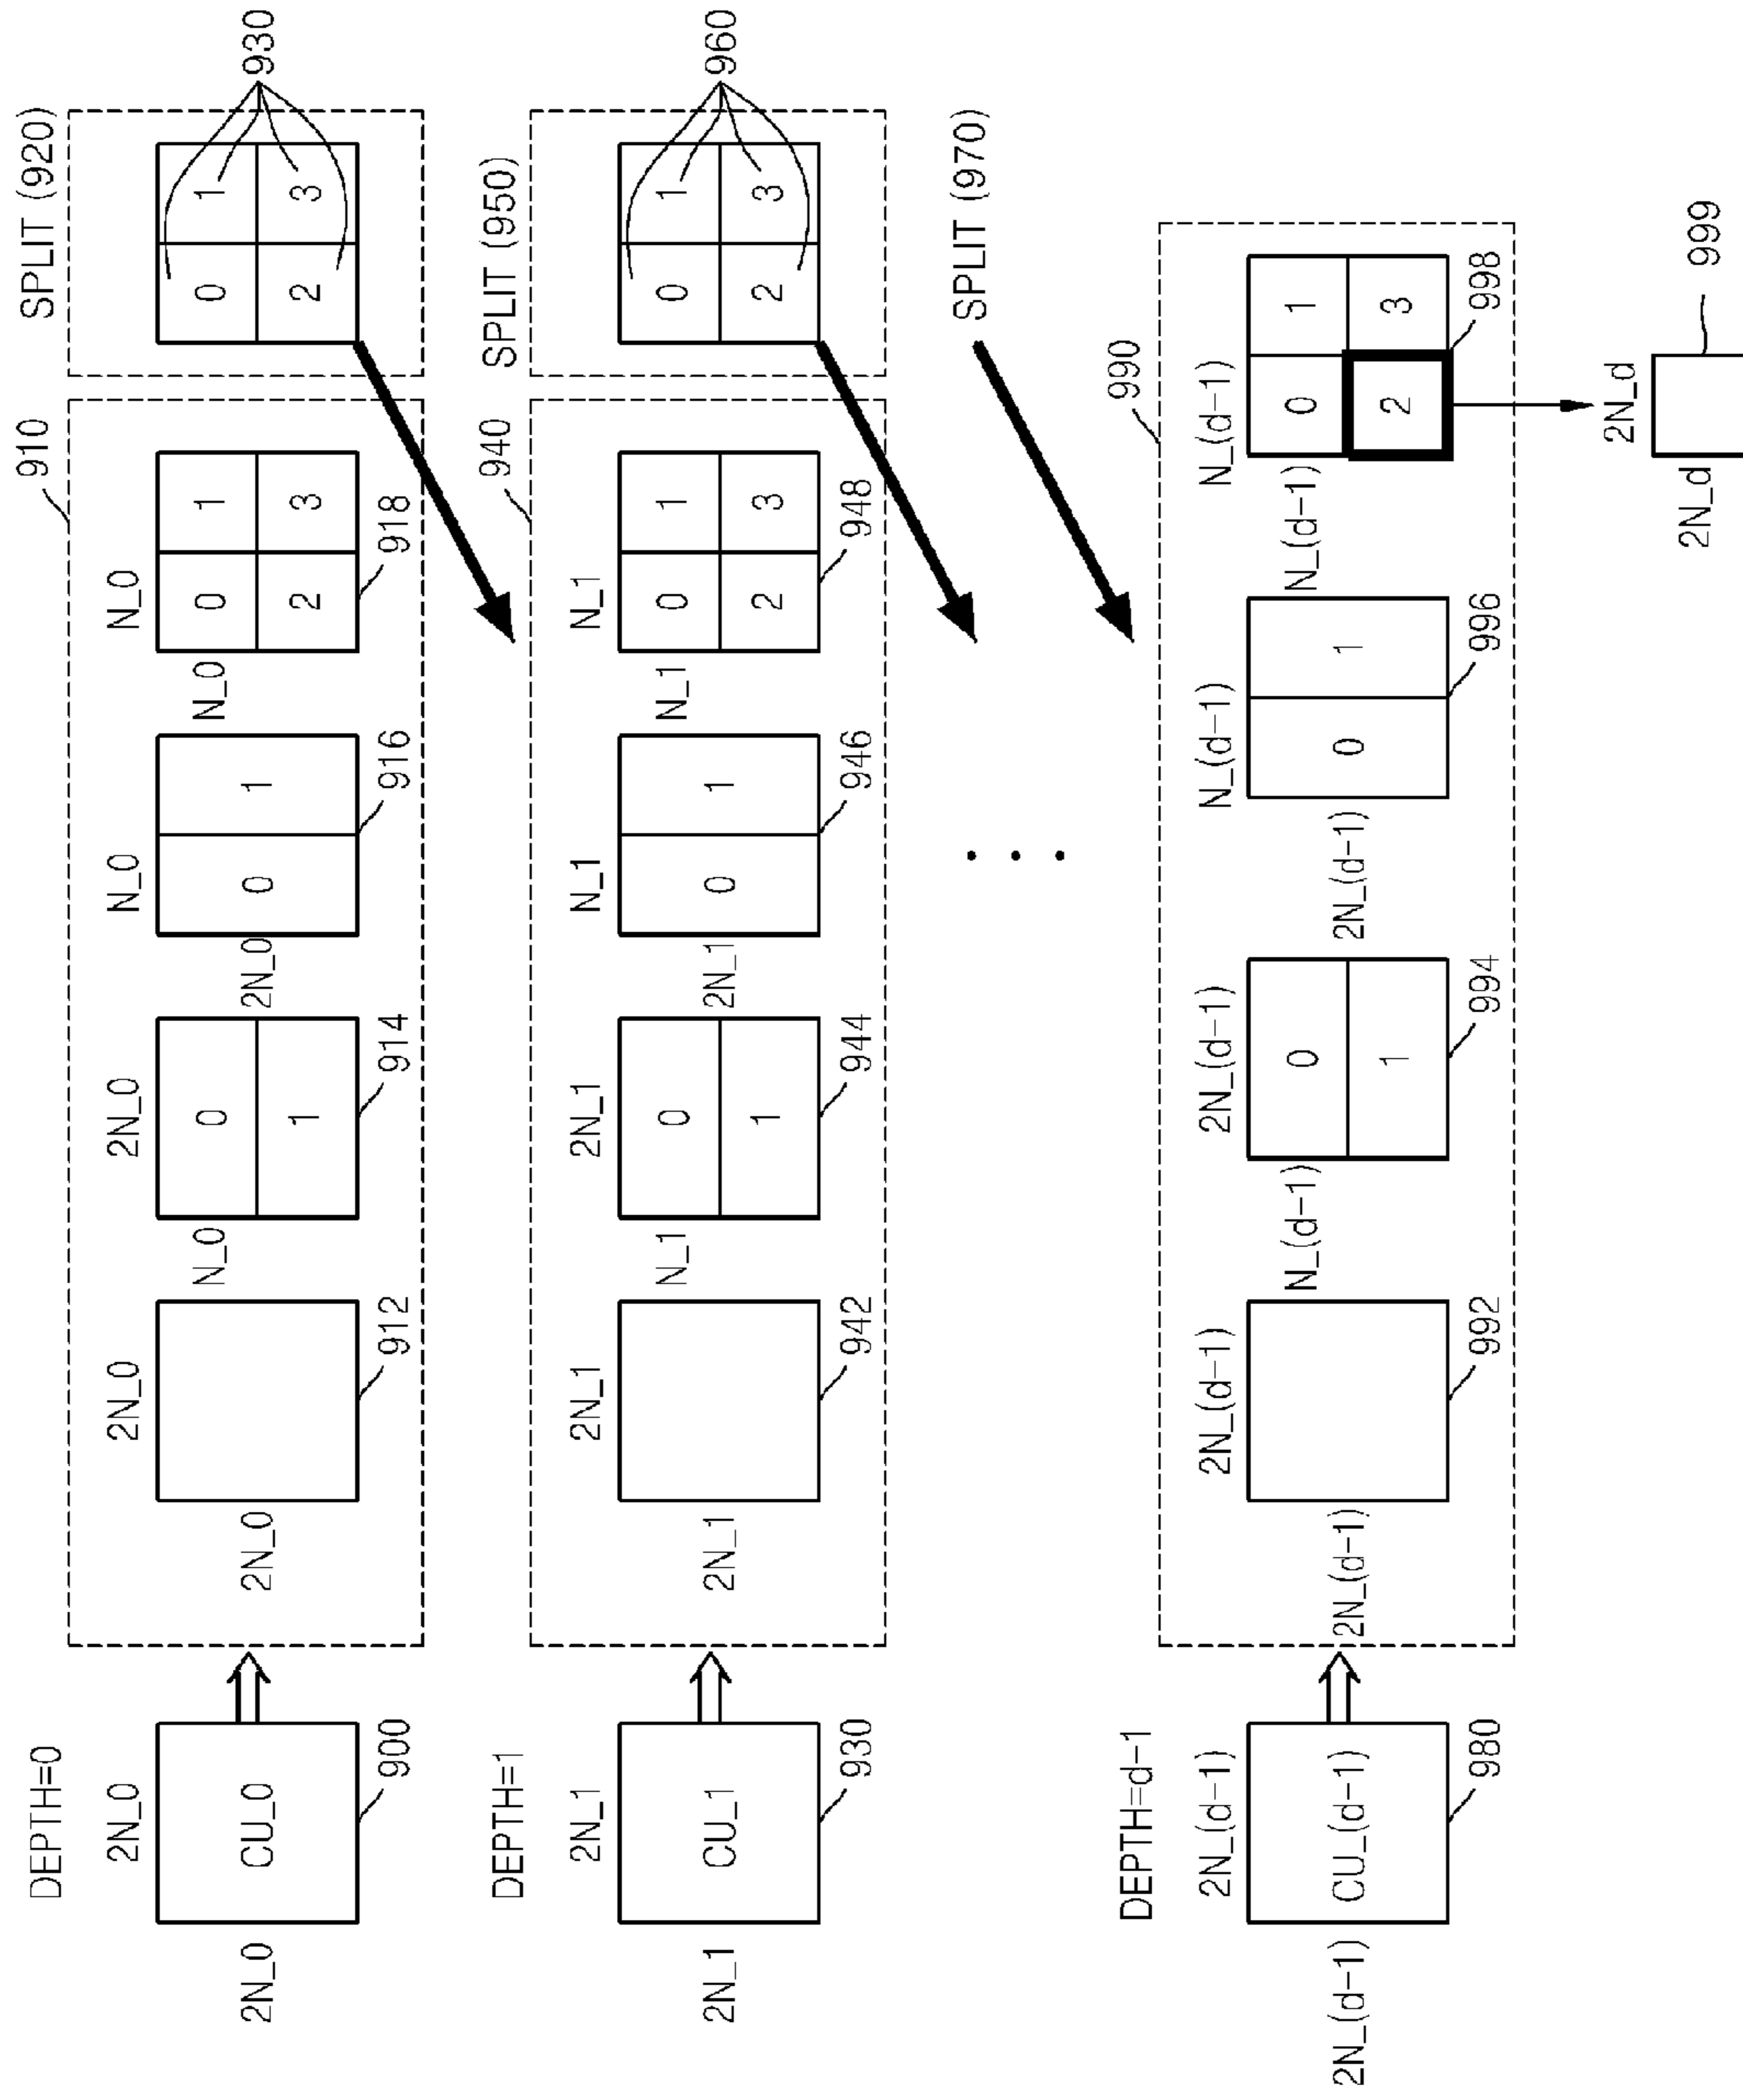 DEPTH=0
2N_0
2N_0
CU_0
900
910
2N_0
2N_0
912
2N_0
N_0
0
1
914
N_0
2N_0
0
1
916
N_0
N_0
0
1
2
3
918
SPLIT (920)
0
1
2
3
930
DEPTH=1
2N_1
2N_1
CU_1
930
940
2N_1
2N_1
942
2N_1
N_1
0
1
944
N_1
2N_1
0
1
946
N_1
N_1
0
1
2
3
948
SPLIT (950)
0
1
2
3
960
SPLIT (970)
DEPTH=d-1
2N_(d-1)
2N_(d-1)
CU_(d-1)
980
990
2N_(d-1)
2N_(d-1)
992
2N_(d-1)
N_(d-1)
0
1
994
N_(d-1)
2N_(d-1)
0
1
996
N_(d-1)
N_(d-1)
0
1
2
3
998
2N_d
2N_d
999